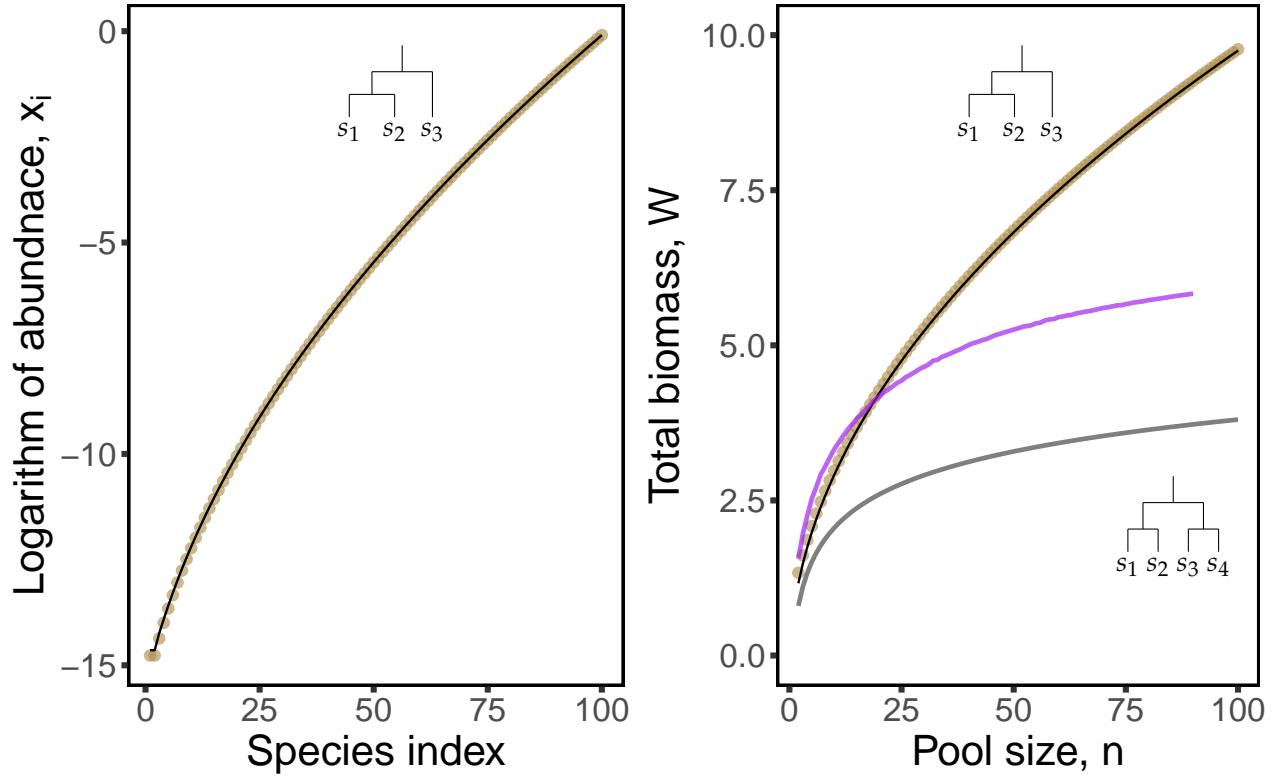 Logarithm of abundnace, xᵢ
0
−5
−10
−15
s₁ s₂ s₃
0 25 50 75 100
Species index
Total biomass, W
10.0
7.5
5.0
2.5
0.0
s₁ s₂ s₃
s₁ s₂ s₃ s₄
0 25 50 75 100
Pool size, n